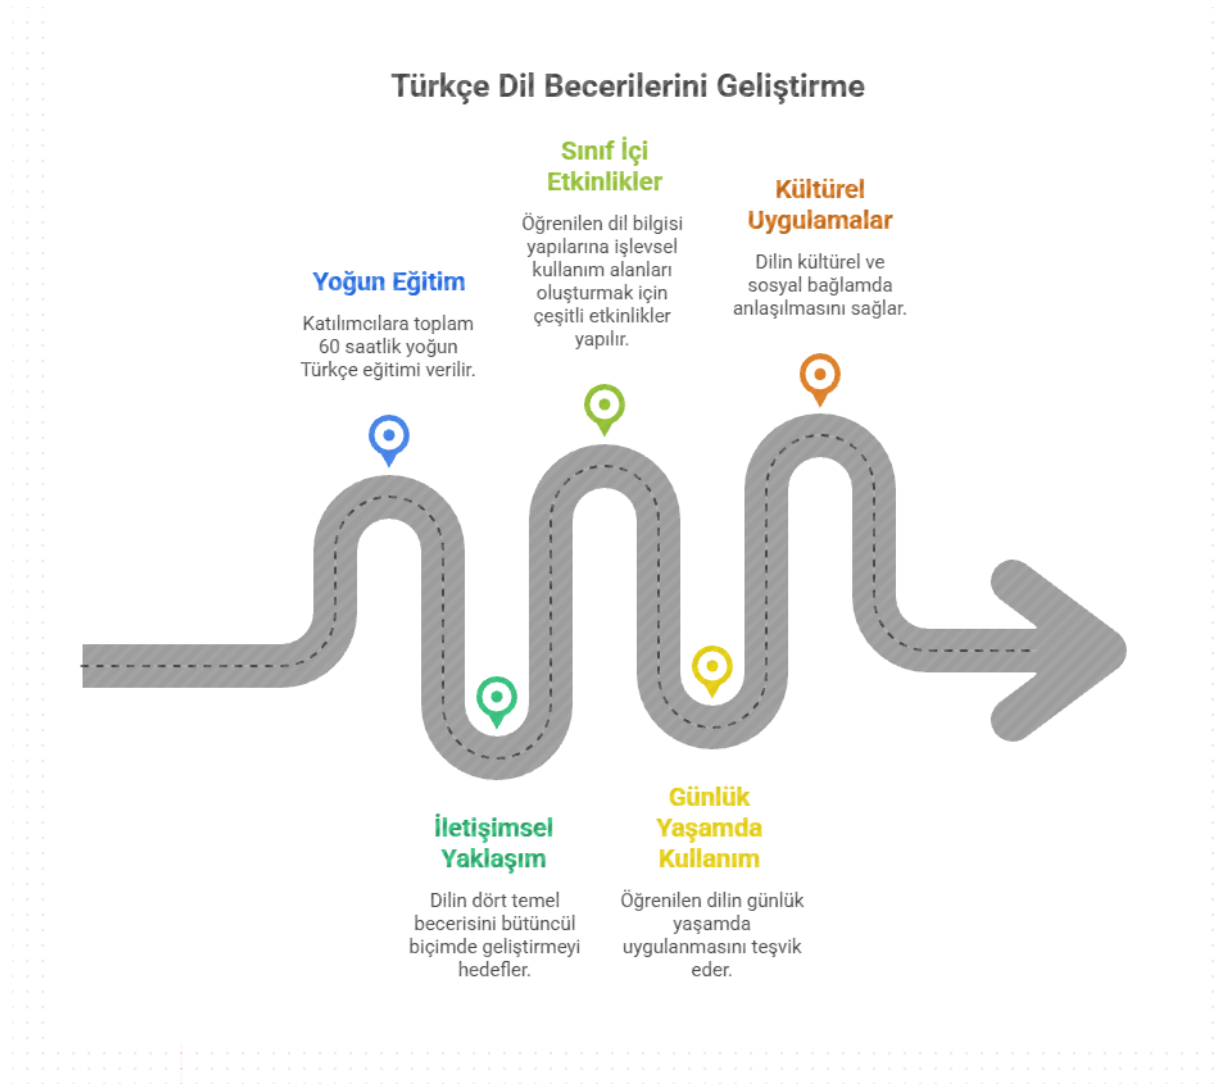 Türkçe Dil Becerilerini Geliştirme
Yoğun Eğitim
Katılımcılara toplam
60 saatlik yoğun
Türkçe eğitimi verilir.
İletişimsel
Yaklaşım
Dilin dört temel
becerisini bütüncül
biçimde geliştirmeyi
hedefler.
Sınıf İçi
Etkinlikler
Öğrenilen dil bilgisi
yapılarına işlevsel
kullanım alanları
oluşturmak için
çeşitli etkinlikler
yapılır.
Günlük
Yaşamda
Kullanım
Öğrenilen dilin günlük
yaşamda
uygulanmasını teşvik
eder.
Kültürel
Uygulamalar
Dilin kültürel ve
sosyal bağlamda
anlaşılmasını sağlar.